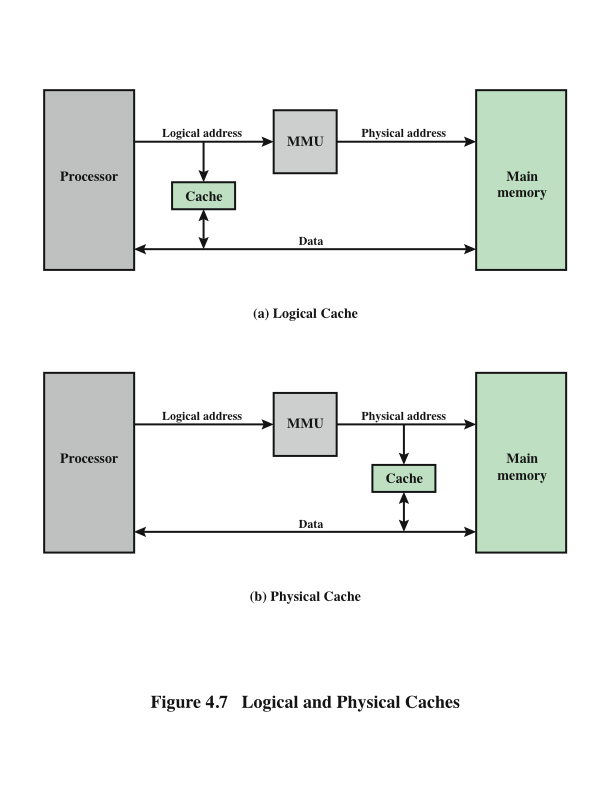 Logical address
Physical address
MMU
Processor
Cache
Main
memory
Data
(a) Logical Cache
Logical address
Physical address
MMU
Processor
Main
memory
Cache
Data
(b) Physical Cache
Figure 4.7 Logical and Physical Caches